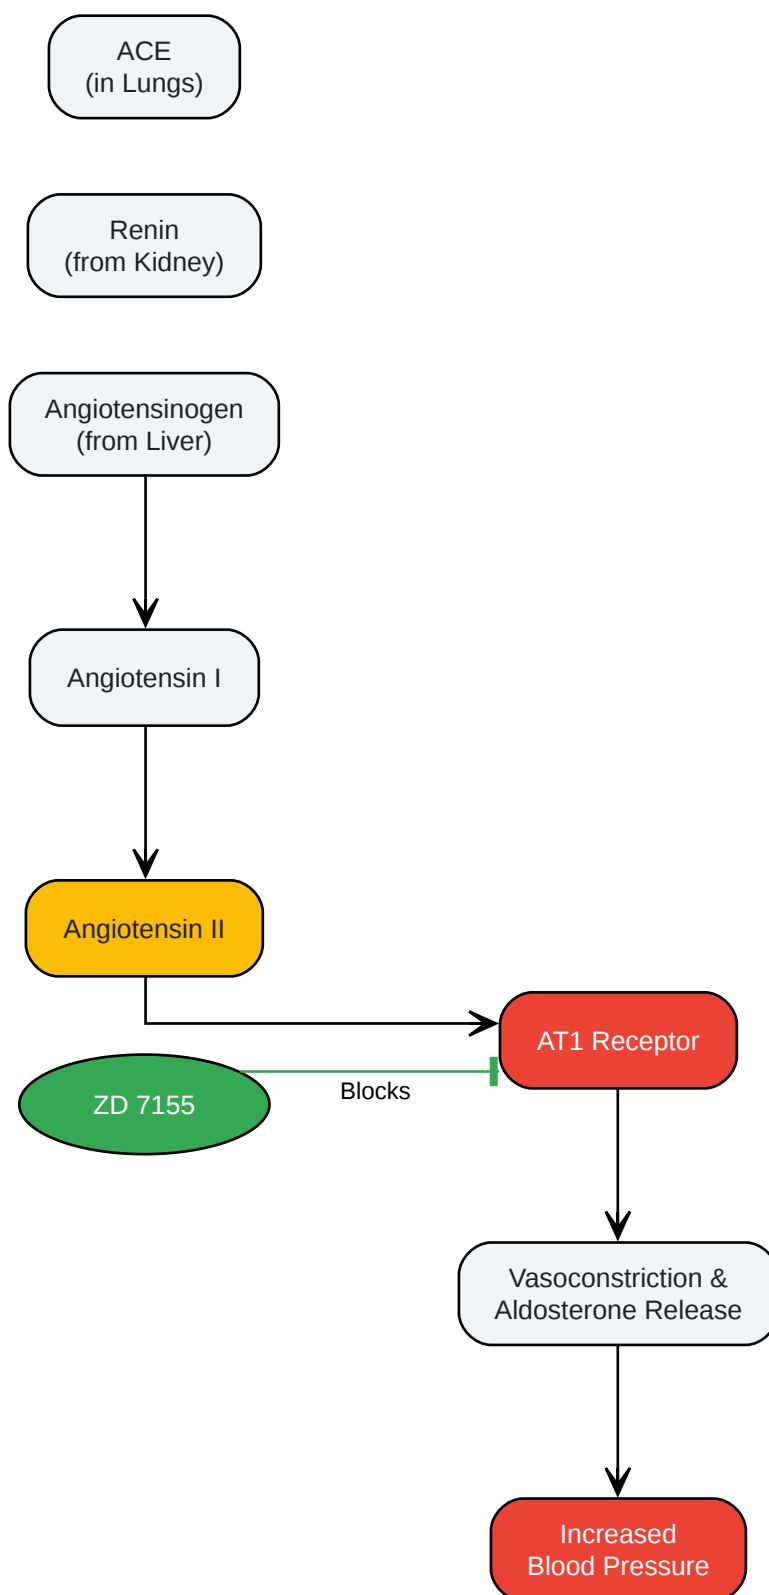 ACE
(in Lungs)
Renin
(from Kidney)
Angiotensinogen
(from Liver)
Angiotensin I
Angiotensin II
AT1 Receptor
ZD 7155
Blocks
Vasoconstriction &
Aldosterone Release
Increased
Blood Pressure